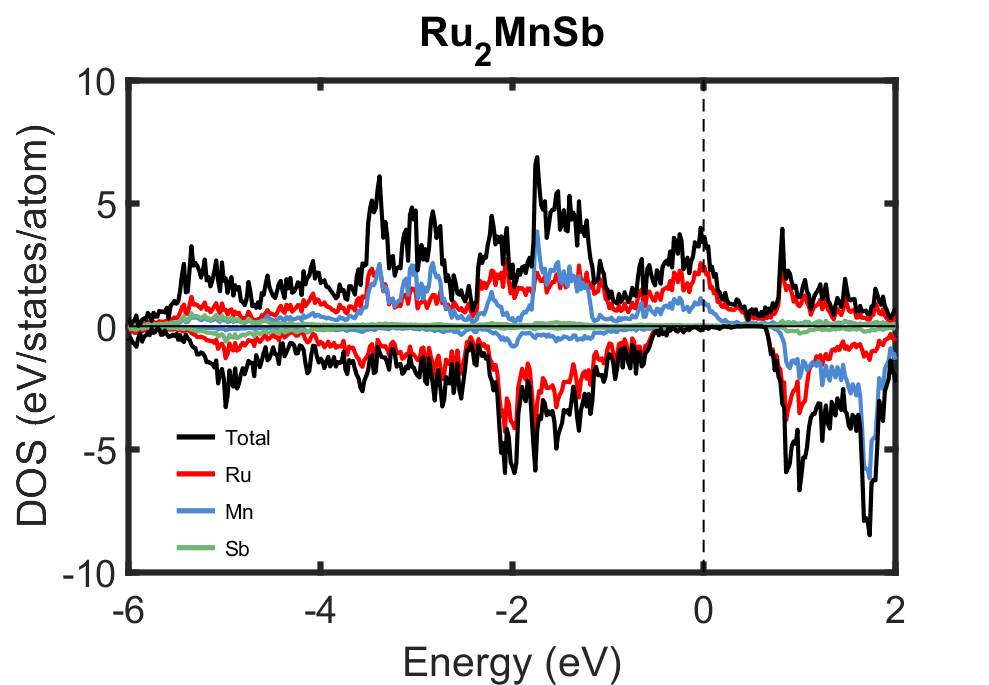 Ru₂MnSb
DOS (eV/states/atom)
10
5
0
-5
-10
Total
Ru
Mn
Sb
-6 -4 -2 0 2
Energy (eV)